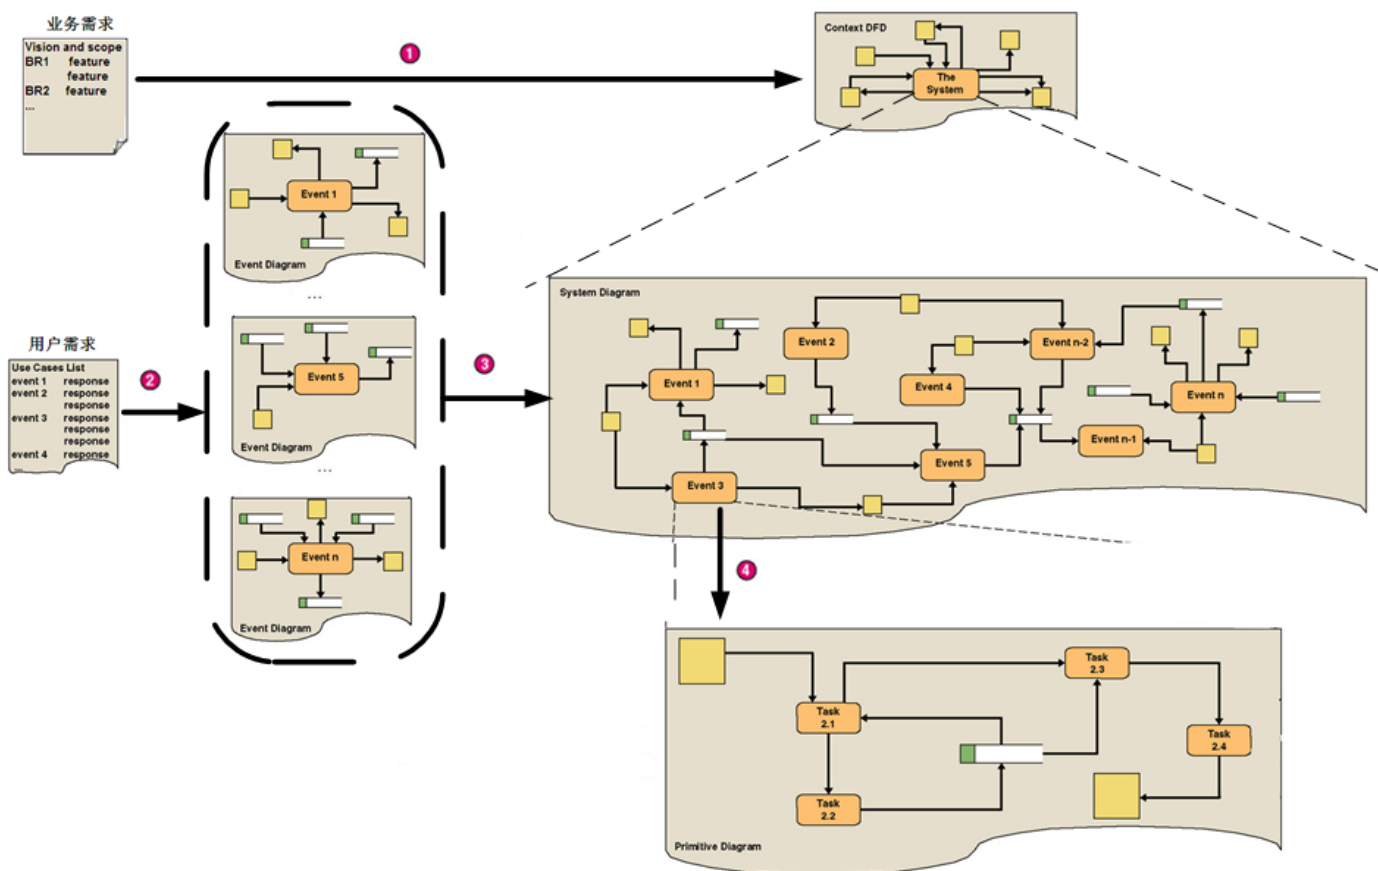 业务需求
Vision and scope
BR1 feature
feature
BR2 feature
...
1
Context DFD
The
System
Event 1
Event Diagram
...
Event 5
Event Diagram
...
Event n
Event Diagram
用户需求
Use Cases List
event 1 response
event 2 response
response
event 3 response
response
response
event 4 response
...
2
3
System Diagram
Event 1
Event 2
Event 4
Event n-2
Event n
Event n-1
Event 5
Event 3
4
Task
2.1
Task
2.2
Task
2.3
Task
2.4
Primitive Diagram